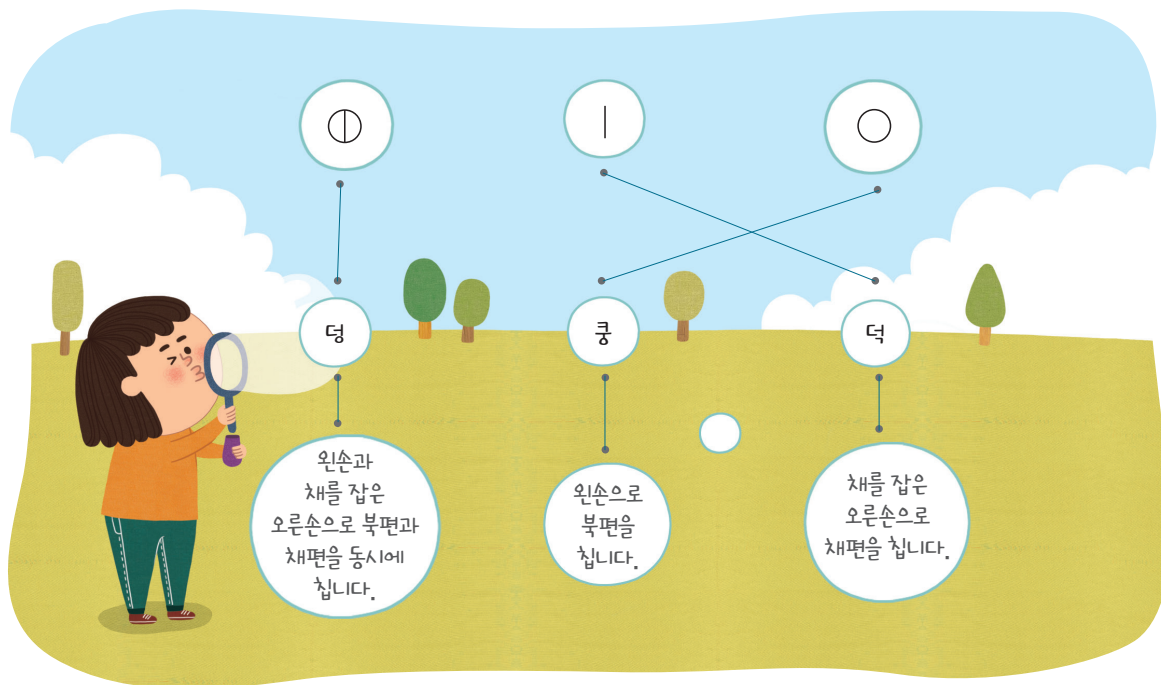 덩
쿵
덕
왼손과
채를 잡은
오른손으로 북편과
채편을 동시에
칩니다.
왼손으로
북편을
칩니다.
채를 잡은
오른손으로
채편을 칩니다.